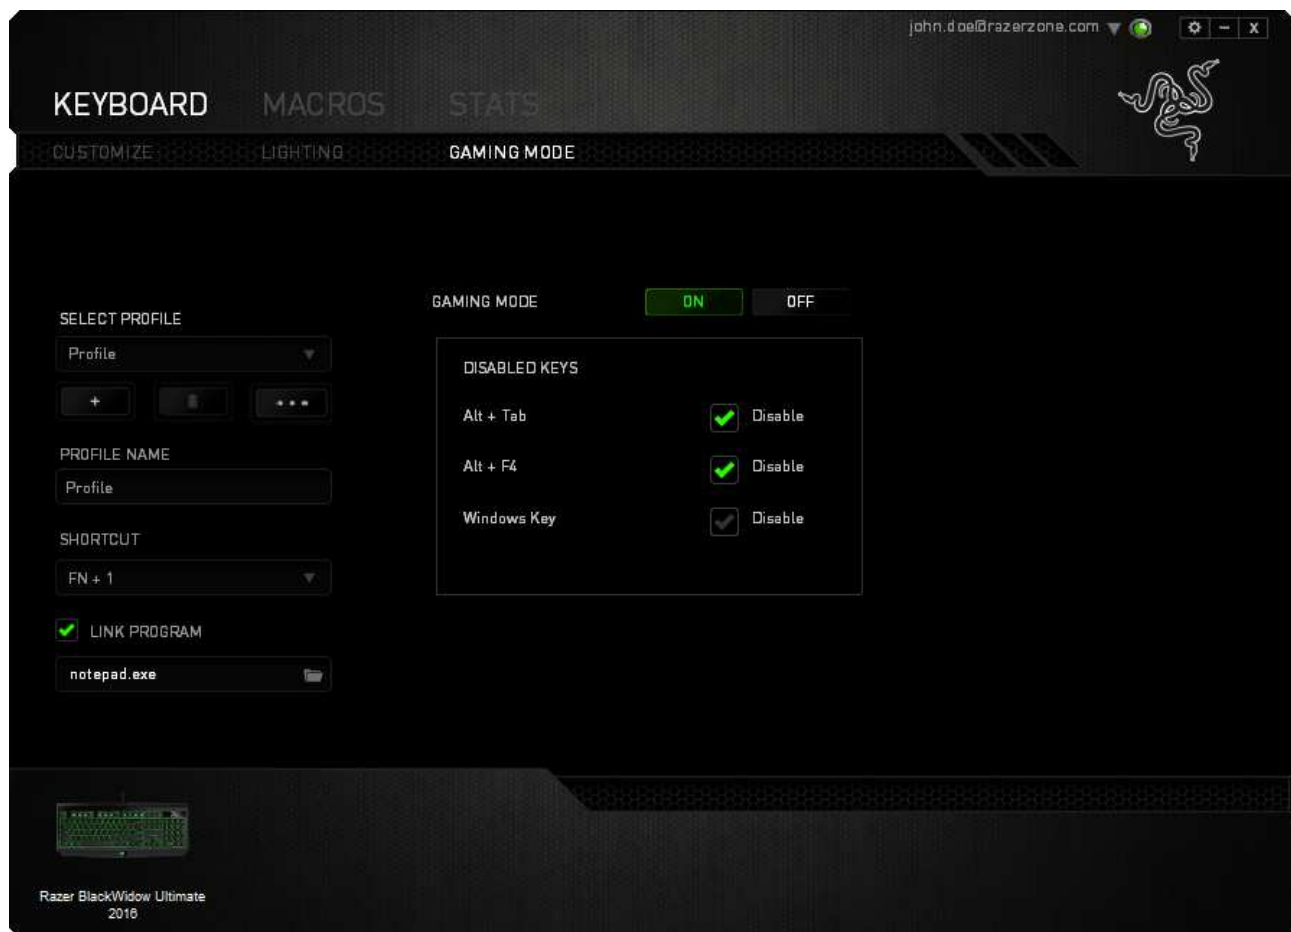 john.doe@razerzone.com
x
KEYBOARD MACROS STATS
CUSTOMIZE LIGHTING GAMING MODE
GAMING MODE ON OFF
SELECT PROFILE
Profile
+
PROFILE NAME
Profile
SHORTCUT
FN + 1
LINK PROGRAM
notepad.exe
DISABLED KEYS
Alt + Tab Disable
Alt + F4 Disable
Windows Key Disable
Razer BlackWidow Ultimate
2016